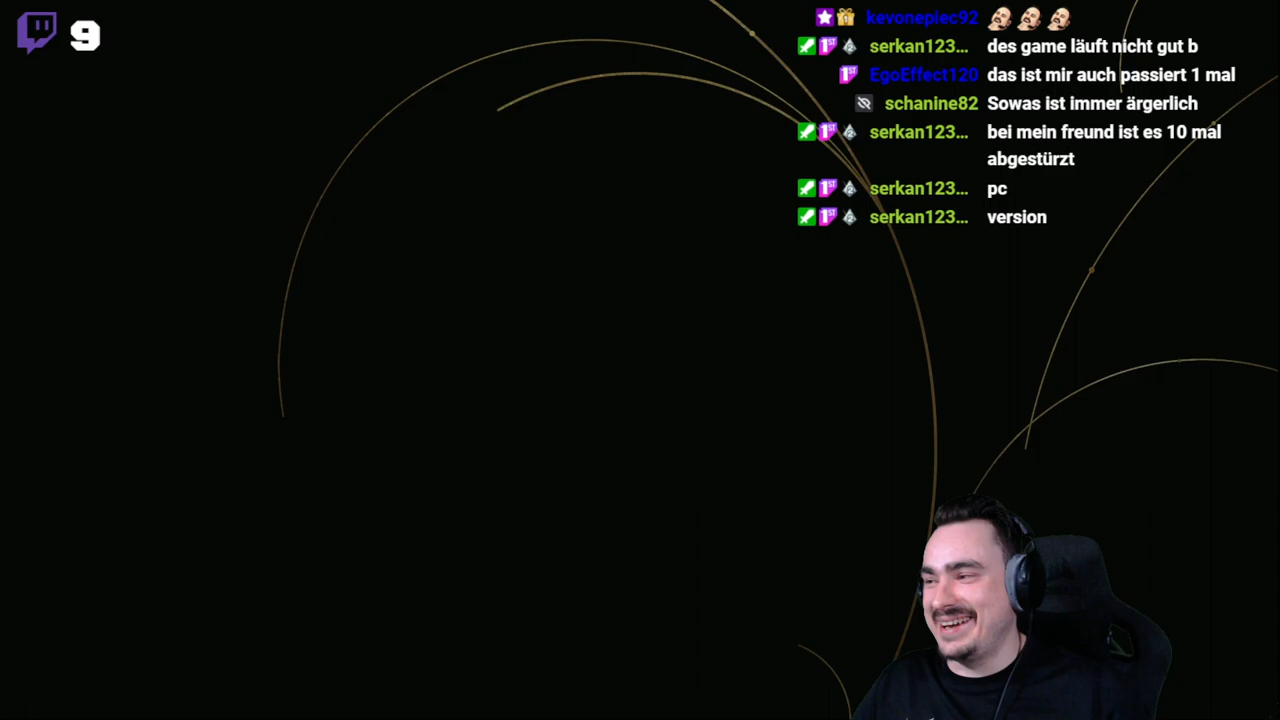 9
kevonepiec92
serkan123… des game läuft nicht gut b
EgoEffect120 das ist mir auch passiert 1 mal
schanine82 Sowas ist immer ärgerlich
serkan123… bei mein freund ist es 10 mal
abgestürzt
serkan123… pc
serkan123… version